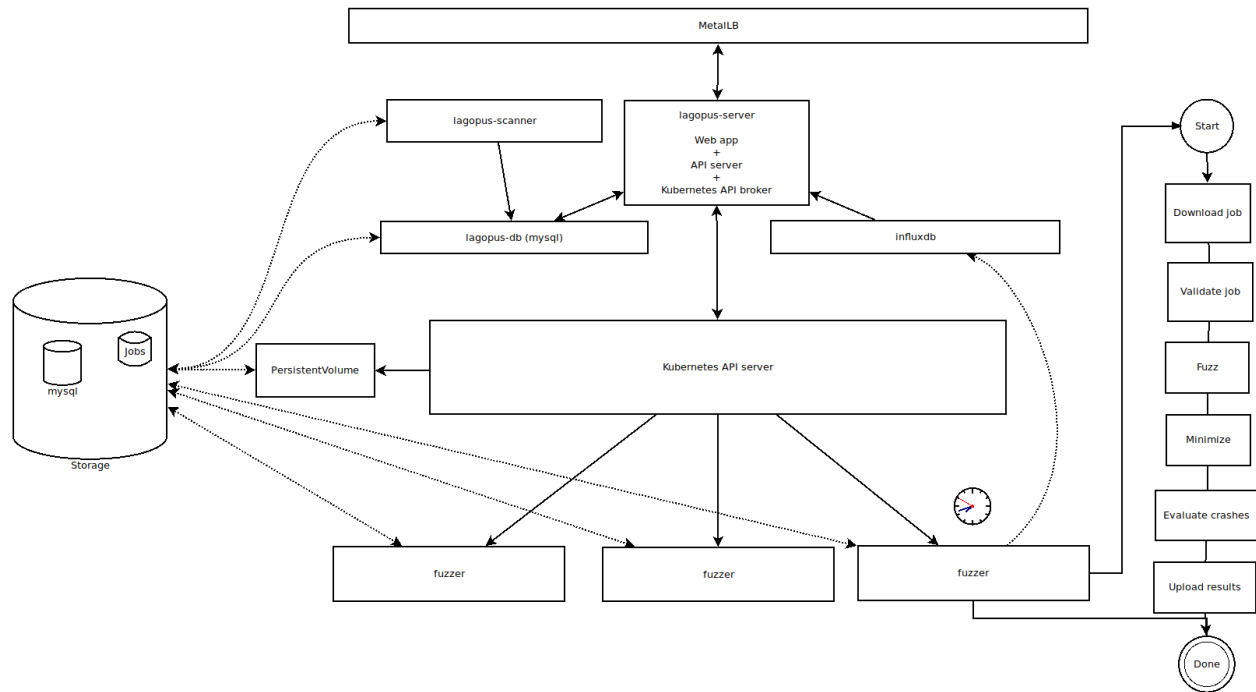 MetalLB
lagopus-scanner
lagopus-server
Web app
+
API server
+
Kubernetes API broker
Start
Download job
lagopus-db (mysql)
influxdb
Validate job
Jobs
mysql
Storage
PersistentVolume
Kubernetes API server
Fuzz
Minimize
Evaluate crashes
fuzzer
fuzzer
fuzzer
Upload results
Done